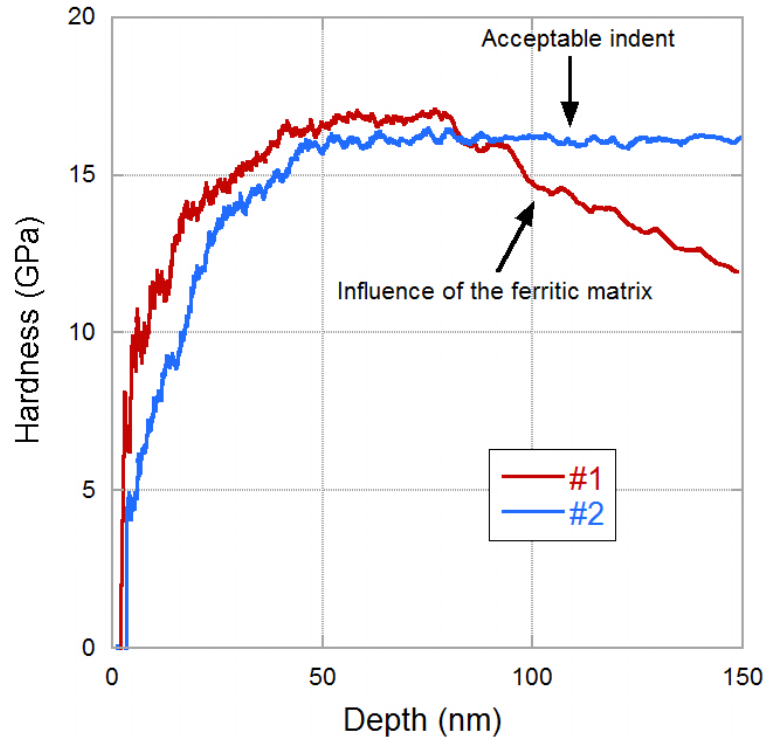 20
Acceptable indent
15
Influence of the ferritic matrix
Hardness (GPa)
10
5
#1
#2
0
0 50 100 150
Depth (nm)